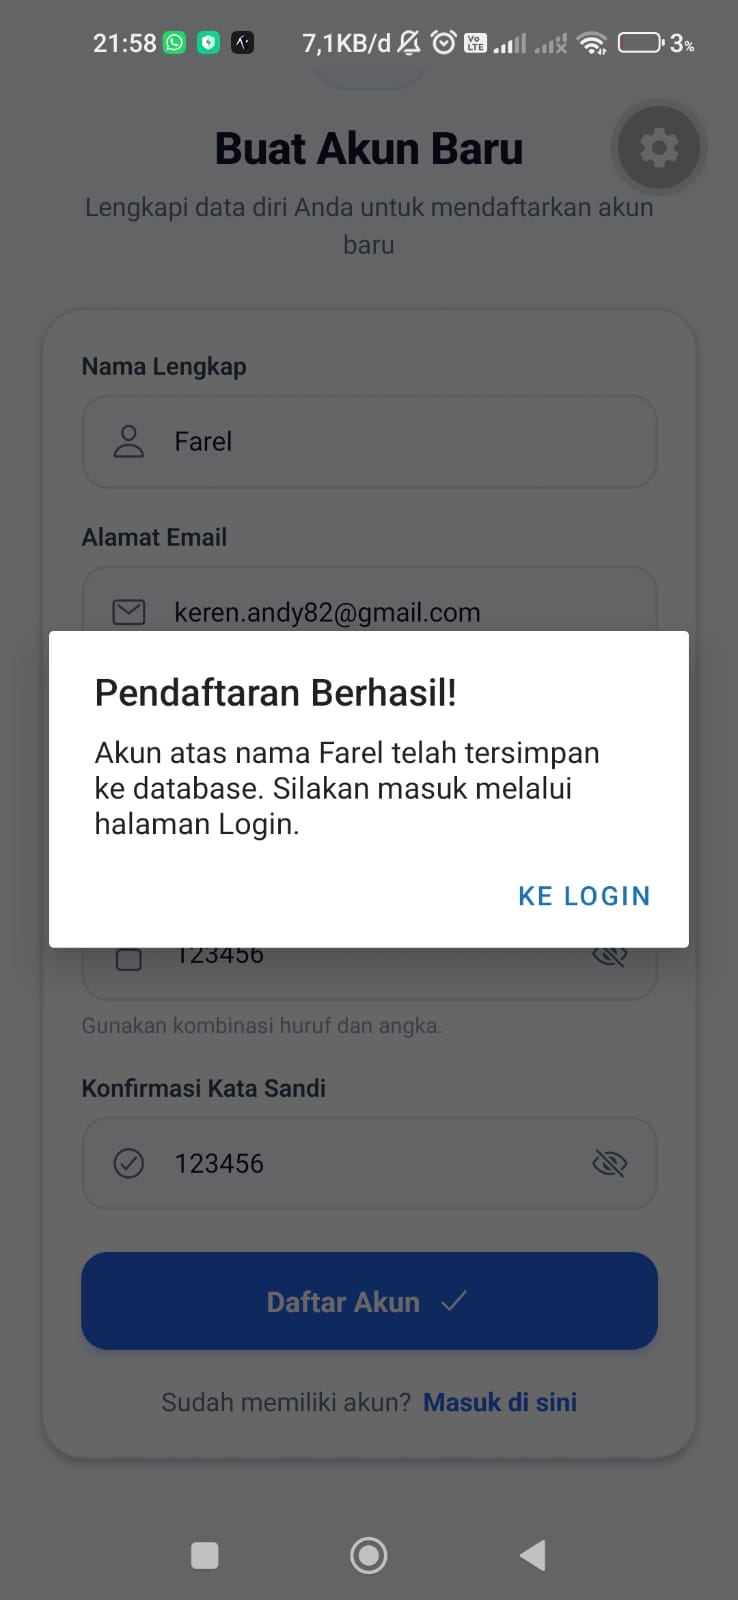 21:58 7,1KB/d Vo LTE 3%
Buat Akun Baru
Lengkapi data diri Anda untuk mendaftarkan akun
baru
Nama Lengkap
Farel
Alamat Email
keren.andy82@gmail.com
Pendaftaran Berhasil!
Akun atas nama Farel telah tersimpan
ke database. Silakan masuk melalui
halaman Login.
KE LOGIN
123456
Gunakan kombinasi huruf dan angka.
Konfirmasi Kata Sandi
123456
Daftar Akun
Sudah memiliki akun? Masuk di sini